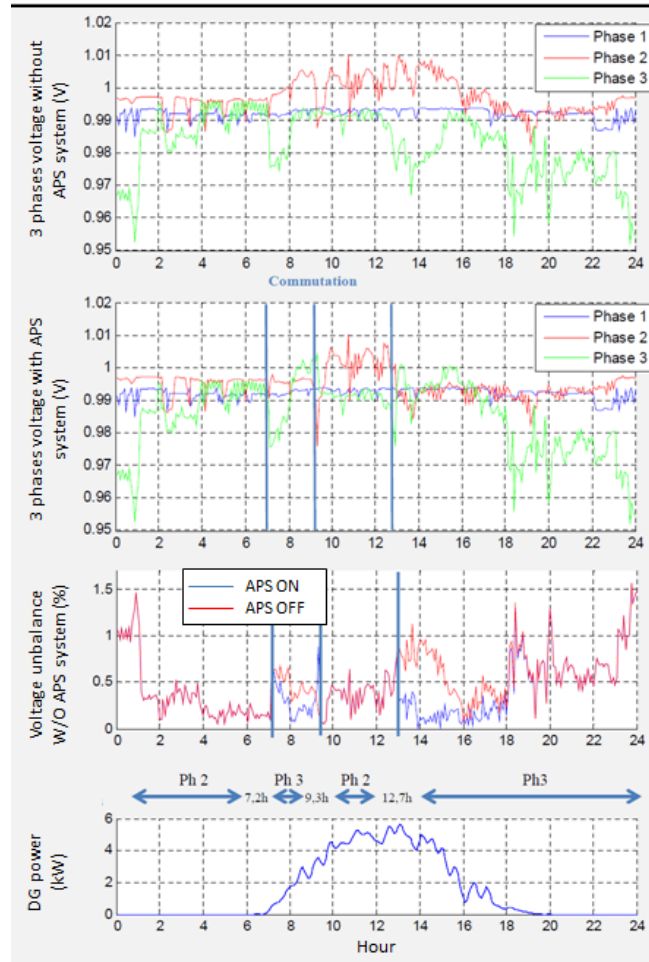 3 phases voltage without
APS system (V)
1.02
1.01
1
0.99
0.98
0.97
0.96
0.95
Phase 1
Phase 2
Phase 3
0 2 4 6 8 10 12 14 16 18 20 22 24
Commutation
3 phases voltage with APS
system (V)
1.02
1.01
1
0.99
0.98
0.97
0.96
0.95
Phase 1
Phase 2
Phase 3
0 2 4 6 8 10 12 14 16 18 20 22 24
Voltage unbalance
W/O APS system (%)
1.5
1
0.5
0
APS ON
APS OFF
0 2 4 6 8 10 12 14 16 18 20 22 24
Ph 2 7,2h Ph 3 9,3h Ph 2 12,7h Ph3
DG power
(kW)
6
4
2
0
0 2 4 6 8 10 12 14 16 18 20 22 24
Hour